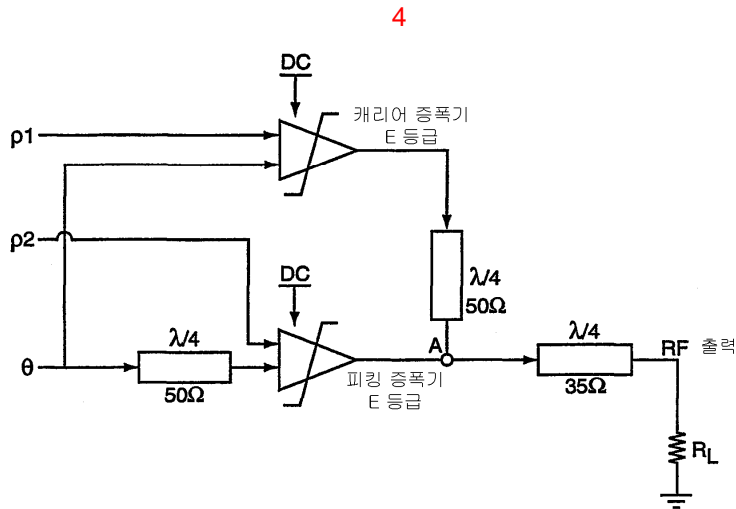 4
DC
캐리어 증폭기
E 등급
ρ1
ρ2
DC
λ/4
50Ω
λ/4
A
λ/4
RF 출력
θ
50Ω
피킹 증폭기
E 등급
35Ω
RL